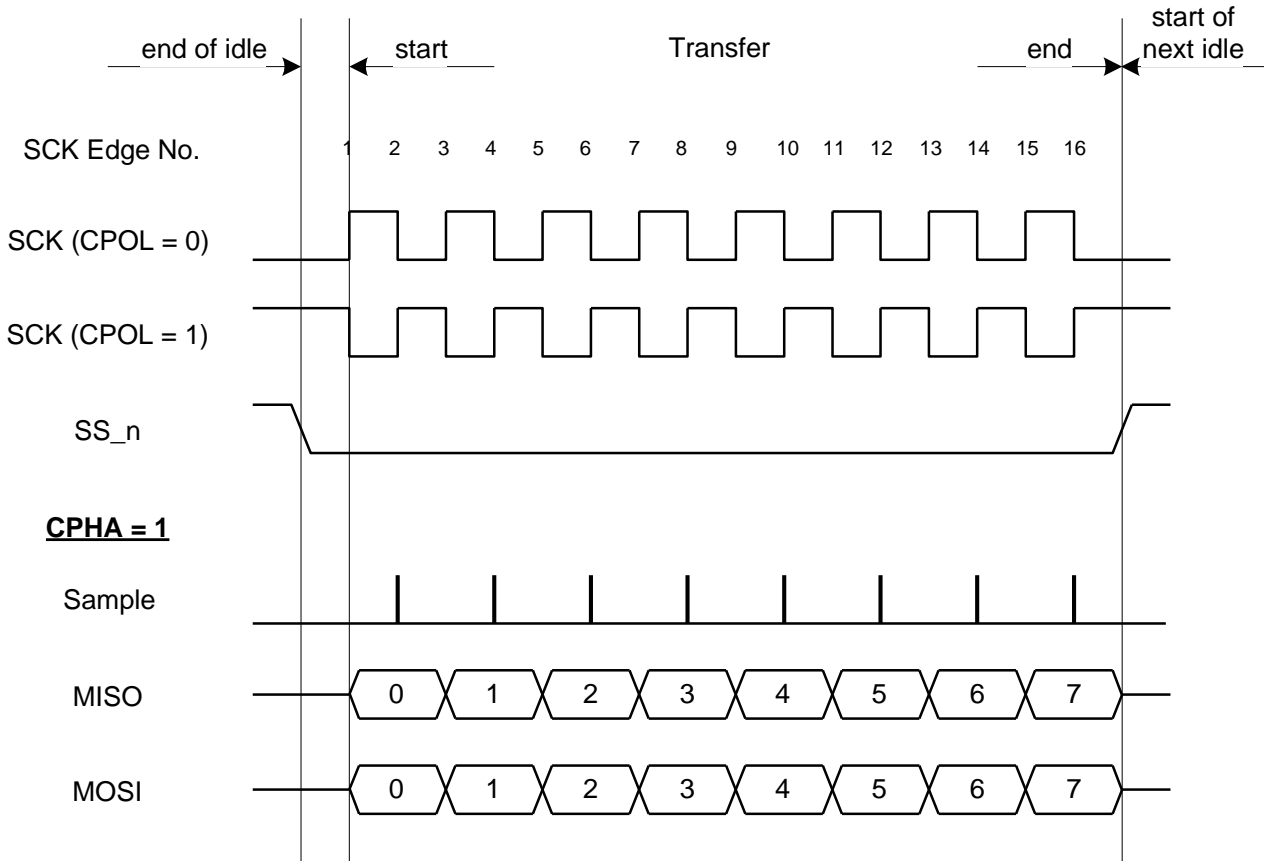 start of
end of idle start Transfer end next idle
SCK Edge No. 1 2 3 4 5 6 7 8 9 10 11 12 13 14 15 16
SCK (CPOL = 0)
SCK (CPOL = 1)
SS_n
CPHA = 1
Sample
MISO 0 1 2 3 4 5 6 7
MOSI 0 1 2 3 4 5 6 7